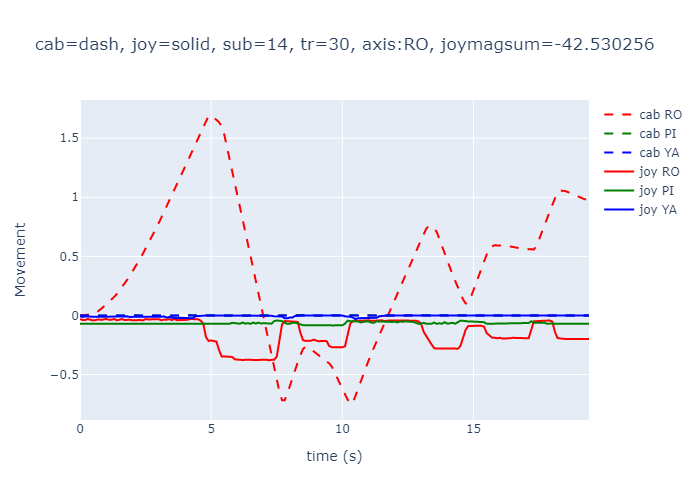 cab=dash, joy=solid, sub=14, tr=30, axis:RO, joymagsum=-42.530256
cab RO
cab PI
cab YA
joy RO
joy PI
joy YA
1.5
1
0.5
0
−0.5
Movement
0
5
10
15
time (s)